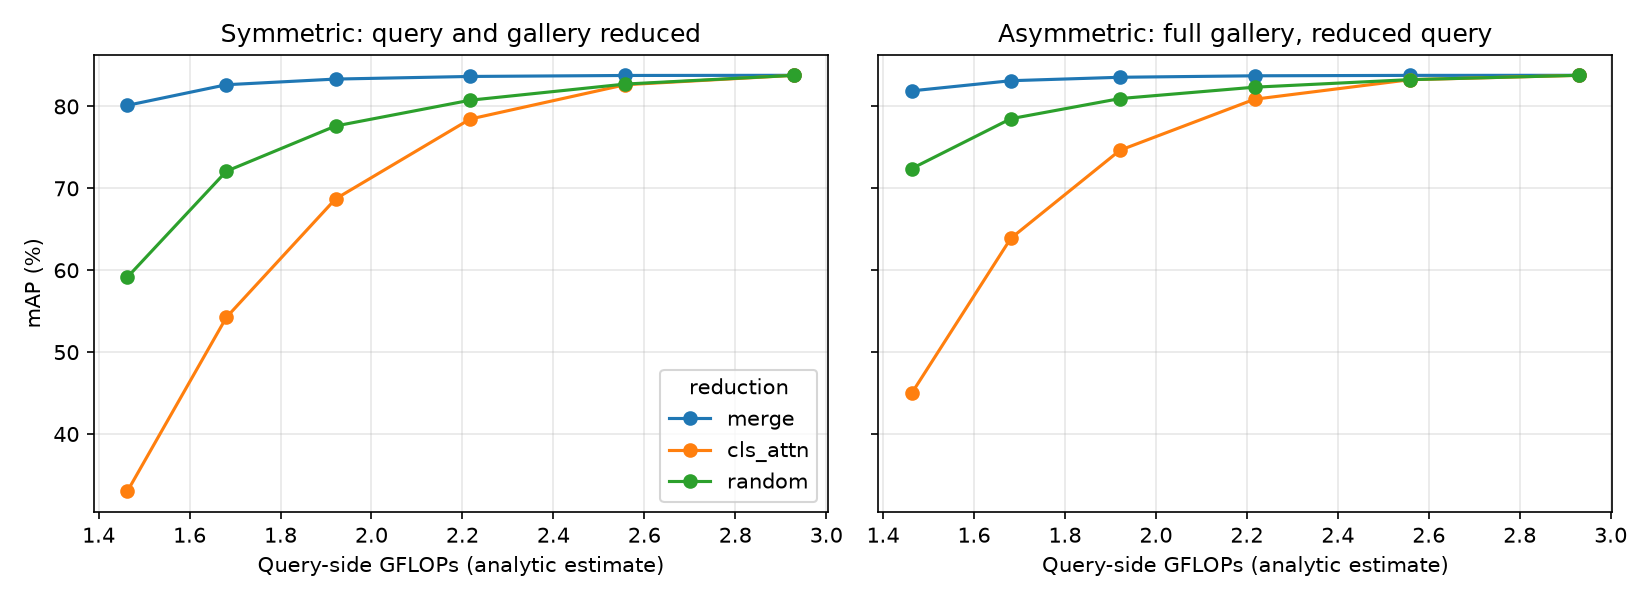 Symmetric: query and gallery reduced
mAP (%)
80
70
60
50
40
reduction
merge
cls_attn
random
1.4 1.6 1.8 2.0 2.2 2.4 2.6 2.8 3.0
Query-side GFLOPs (analytic estimate)
Asymmetric: full gallery, reduced query
1.4 1.6 1.8 2.0 2.2 2.4 2.6 2.8 3.0
Query-side GFLOPs (analytic estimate)